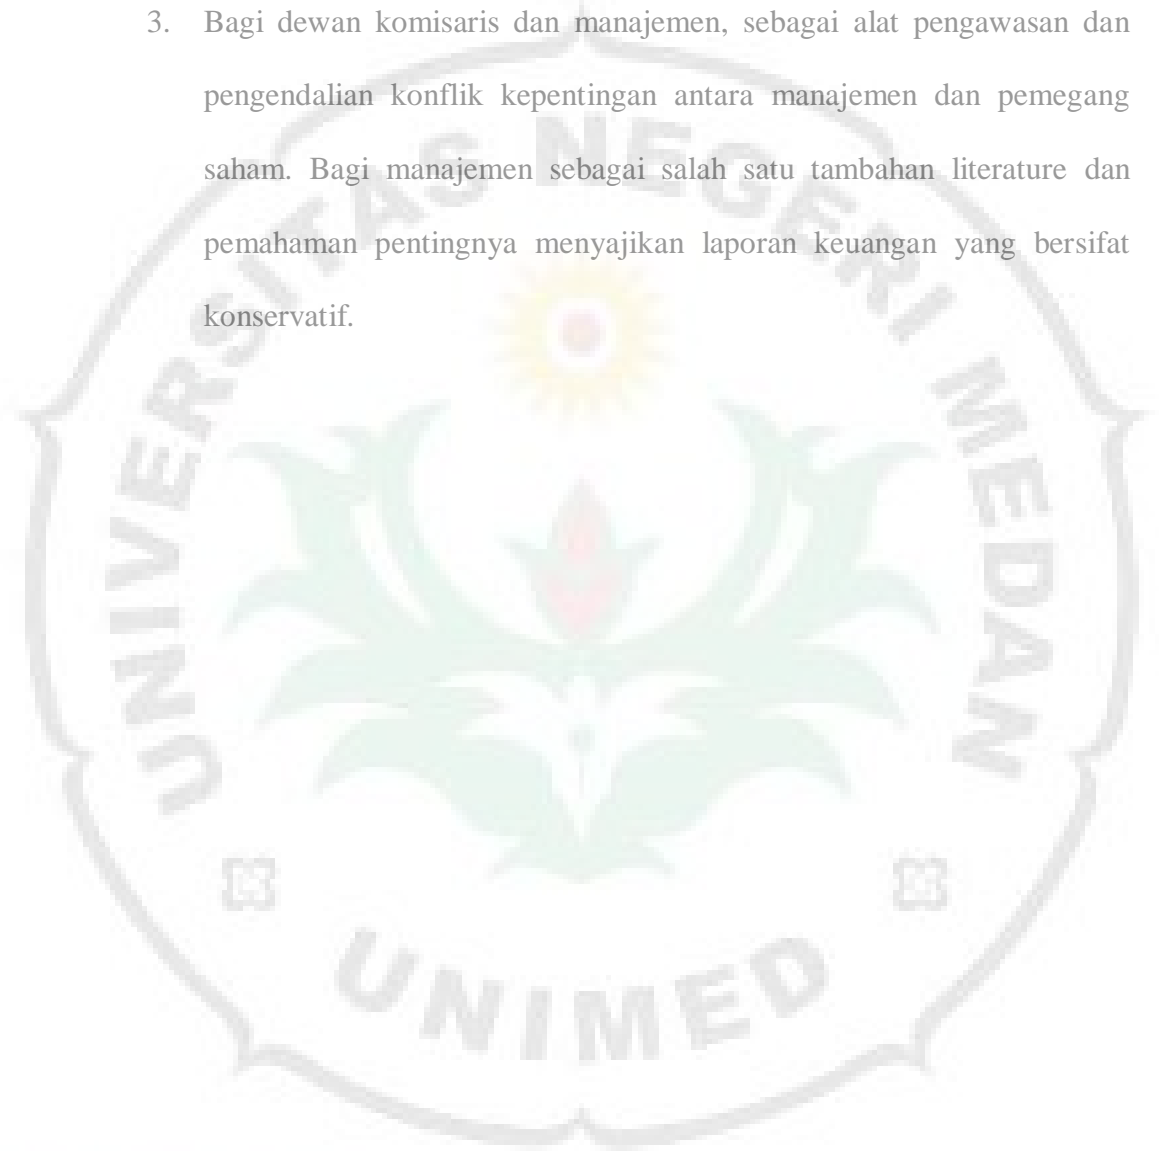 3. Bagi dewan komisaris dan manajemen, sebagai alat pengawasan dan
pengendalian konflik kepentingan antara manajemen dan pemegang
saham. Bagi manajemen sebagai salah satu tambahan literature dan
pemahaman pentingnya menyajikan laporan keuangan yang bersifat
konservatif.
UNIVERSITAS NEGERI MEDAN
UNIMED